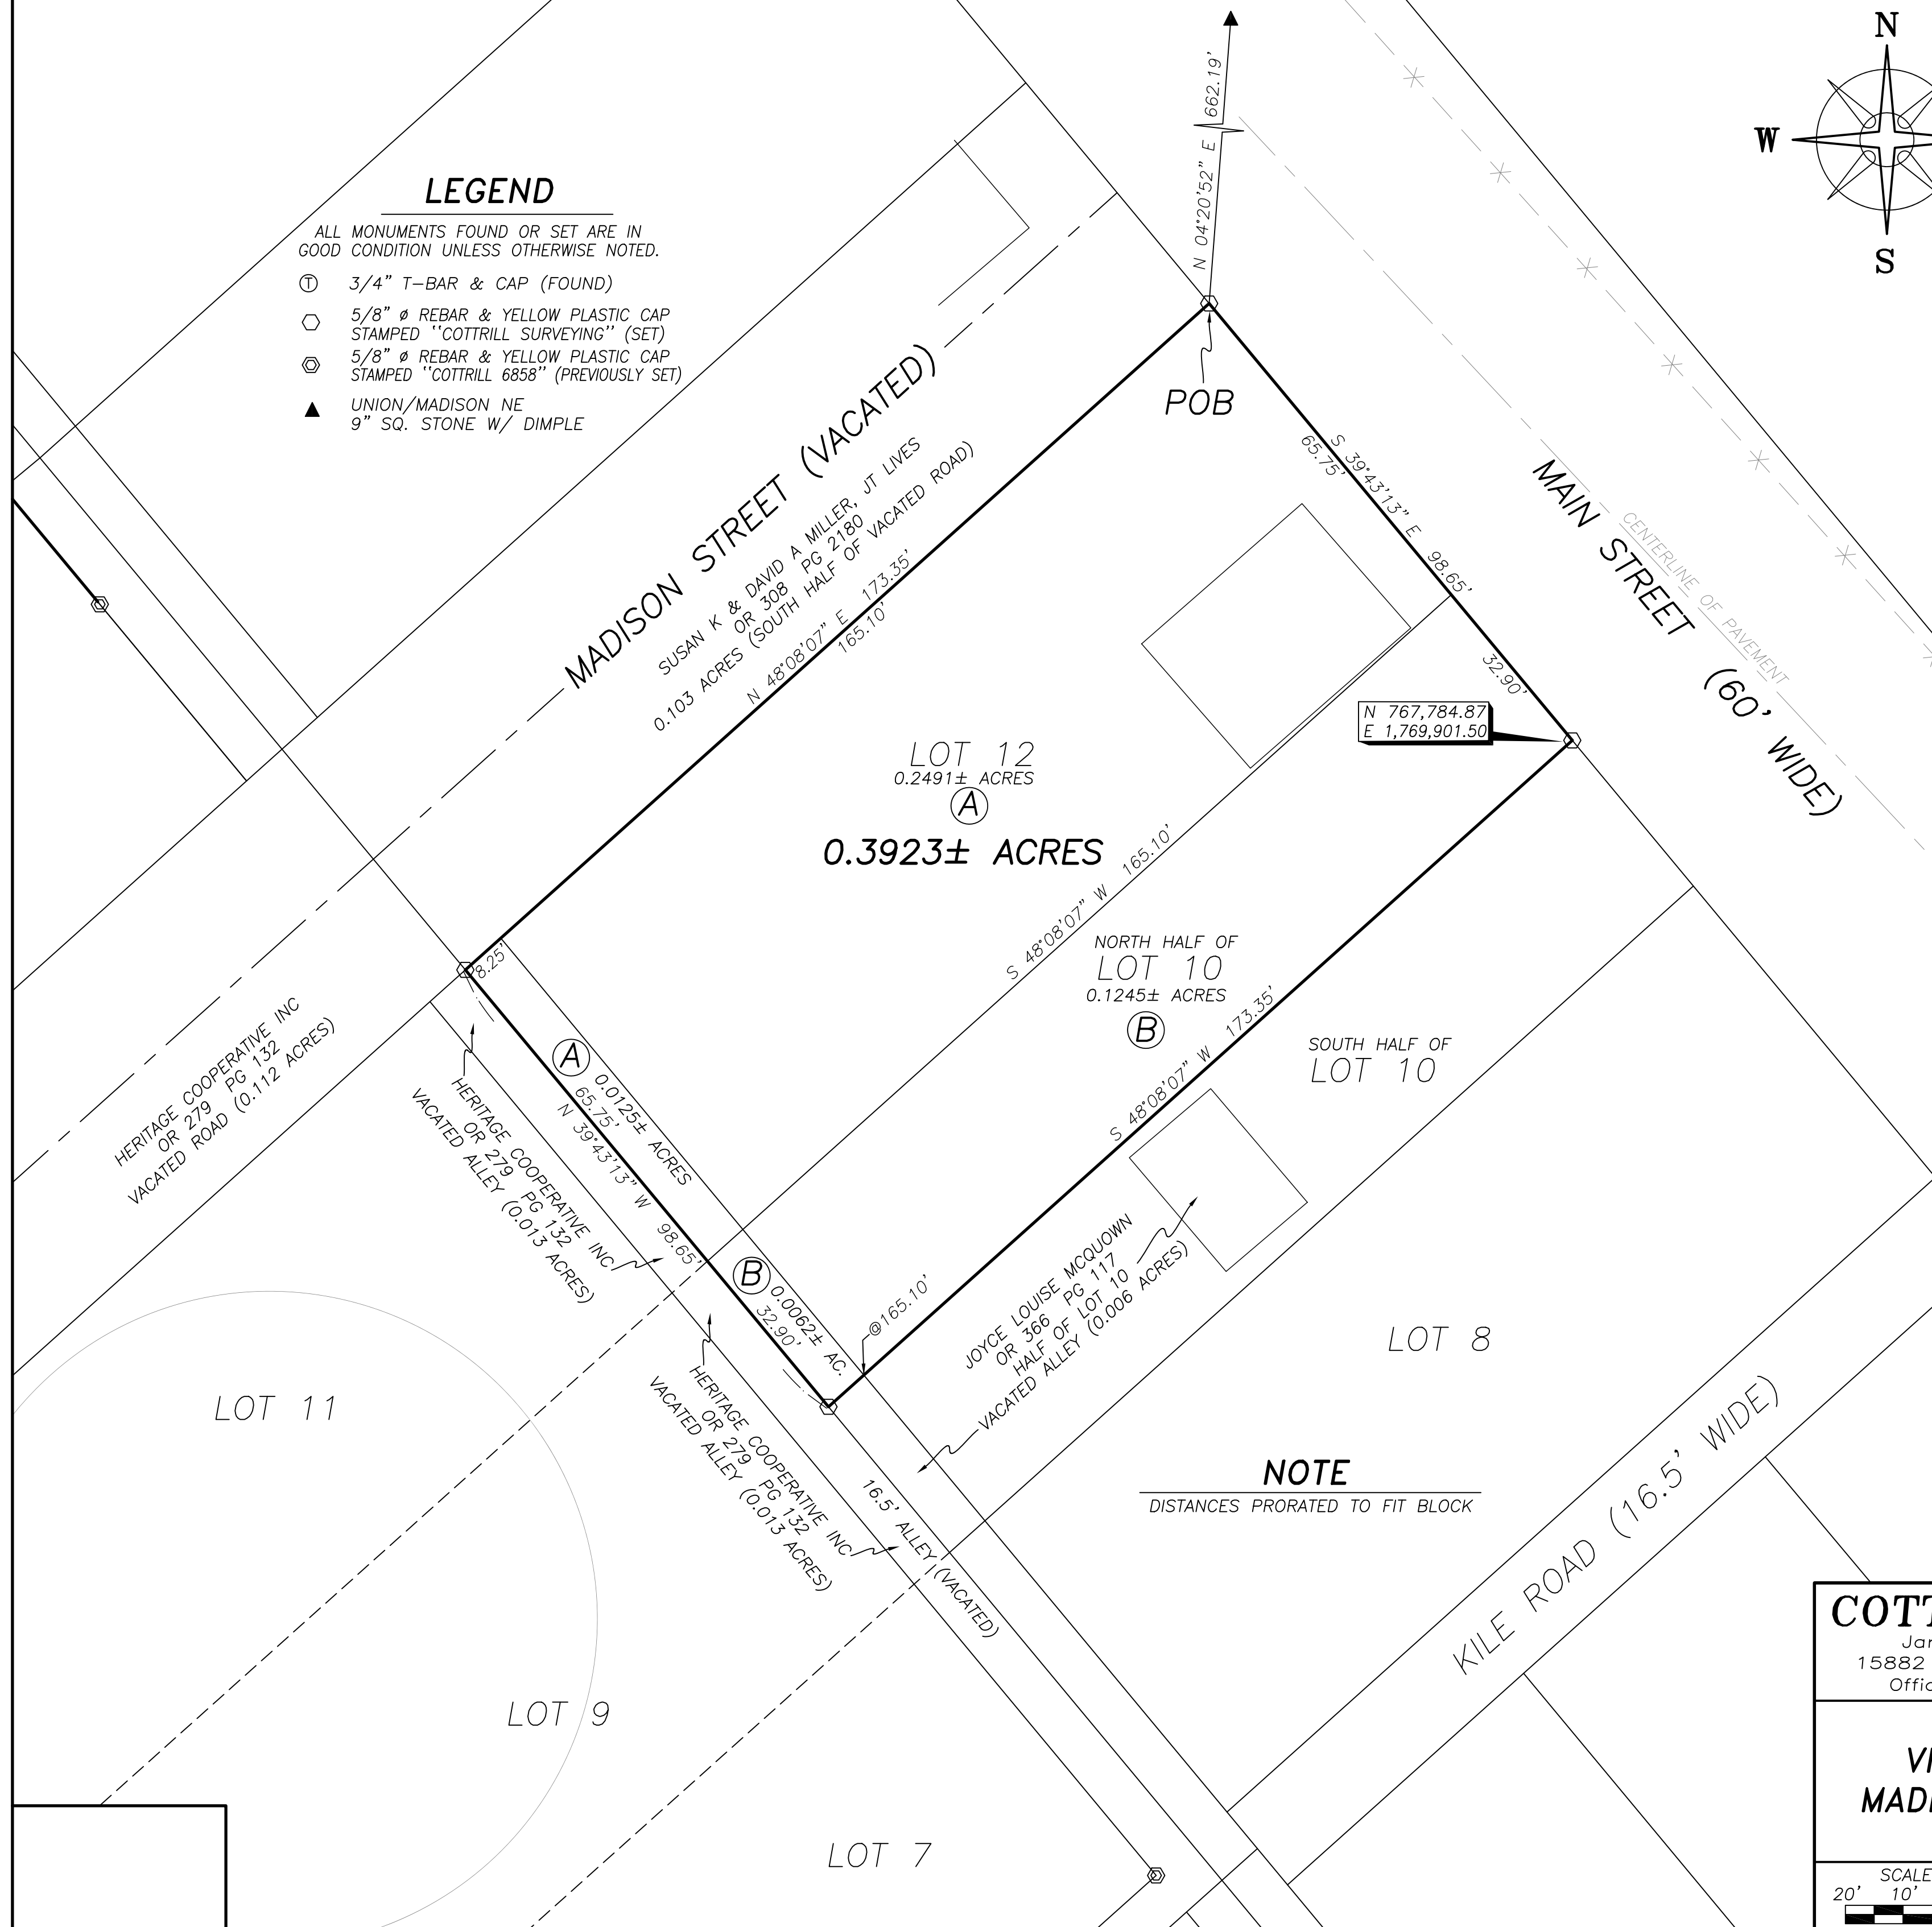 N
W
S
N 04°20'52" E 662.19'
LEGEND
ALL MONUMENTS FOUND OR SET ARE IN
GOOD CONDITION UNLESS OTHERWISE NOTED.
T 3/4" T-BAR & CAP (FOUND)
5/8" ø REBAR & YELLOW PLASTIC CAP
STAMPED "COTTRILL SURVEYING" (SET)
5/8" ø REBAR & YELLOW PLASTIC CAP
STAMPED "COTTRILL 6858" (PREVIOUSLY SET)
UNION/MADISON NE
9" SQ. STONE W/ DIMPLE
POB
MADISON STREET (VACATED)
SUSAN K & DAVID A MILLER, JT LIVES
OR 308 PG 2180
0.103 ACRES (SOUTH HALF OF VACATED ROAD)
N 48°08'07" E 173.35'
165.10'
S 39°43'13" E 98.65'
65.75'
32.90'
MAIN STREET (60' WIDE)
CENTERLINE OF PAVEMENT
N 767,784.87
E 1,769,901.50
LOT 12
0.2491± ACRES
A
0.3923± ACRES
S 48°08'07" W 165.10'
NORTH HALF OF
LOT 10
0.1245± ACRES
B
S 48°08'07" W 173.35'
SOUTH HALF OF
LOT 10
8.25'
A
0.0125± ACRES
65.75'
N 39°43'13" W 98.65'
B
0.0062± AC.
32.90'
@165.10'
HERITAGE COOPERATIVE INC
OR 279 PG 132
VACATED ROAD (0.112 ACRES)
HERITAGE COOPERATIVE INC
OR 279 PG 132
VACATED ALLEY (0.013 ACRES)
HERITAGE COOPERATIVE INC
OR 279 PG 132
VACATED ALLEY (0.013 ACRES)
JOYCE LOUISE MCQUOWN
OR 366 PG 117
HALF OF LOT 10
VACATED ALLEY (0.006 ACRES)
16.5' ALLEY (VACATED)
LOT 8
LOT 11
NOTE
DISTANCES PRORATED TO FIT BLOCK
KILE ROAD (16.5' WIDE)
LOT 9
LOT 7
COTT
Jar
15882
Offic
VI
MADI
SCALE
20' 10'